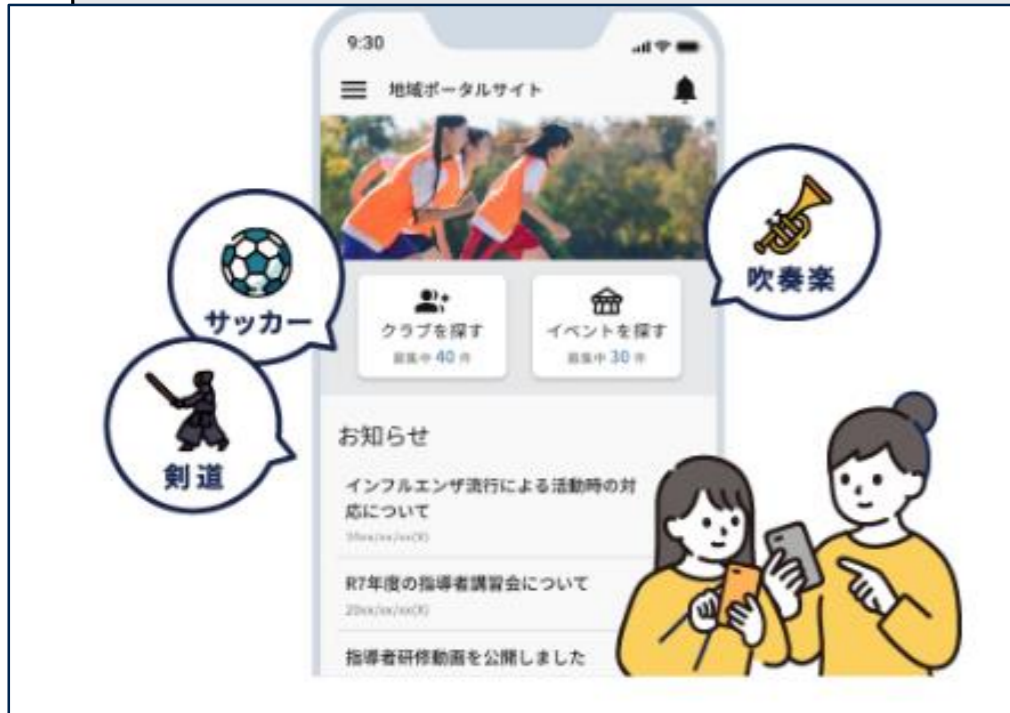 9:30
地域ポータルサイト
サッカー
吹奏楽
剣道
クラブを探す
募集中 40 件
イベントを探す
募集中 30 件
お知らせ
インフルエンザ流行による活動時の対
応について
R7年度の指導者講習会について
20xx/xx/xx(X)
指導者研修動画を公開しました